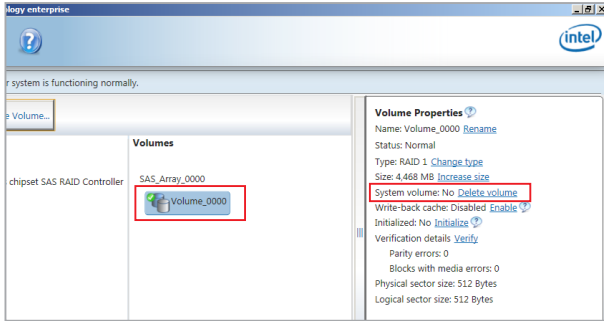 ology enterprise
intel
r system is functioning normally.
e Volume...
Volumes
chipset SAS RAID Controller
SAS_Array_0000
Volume_0000
Volume Properties
Name: Volume_0000 Rename
Status: Normal
Type: RAID 1 Change type
Size: 4,468 MB Increase size
System volume: No Delete volume
Write-back cache: Disabled Enable
Initialized: No Initialize
Verification details Verify
Parity errors: 0
Blocks with media errors: 0
Physical sector size: 512 Bytes
Logical sector size: 512 Bytes